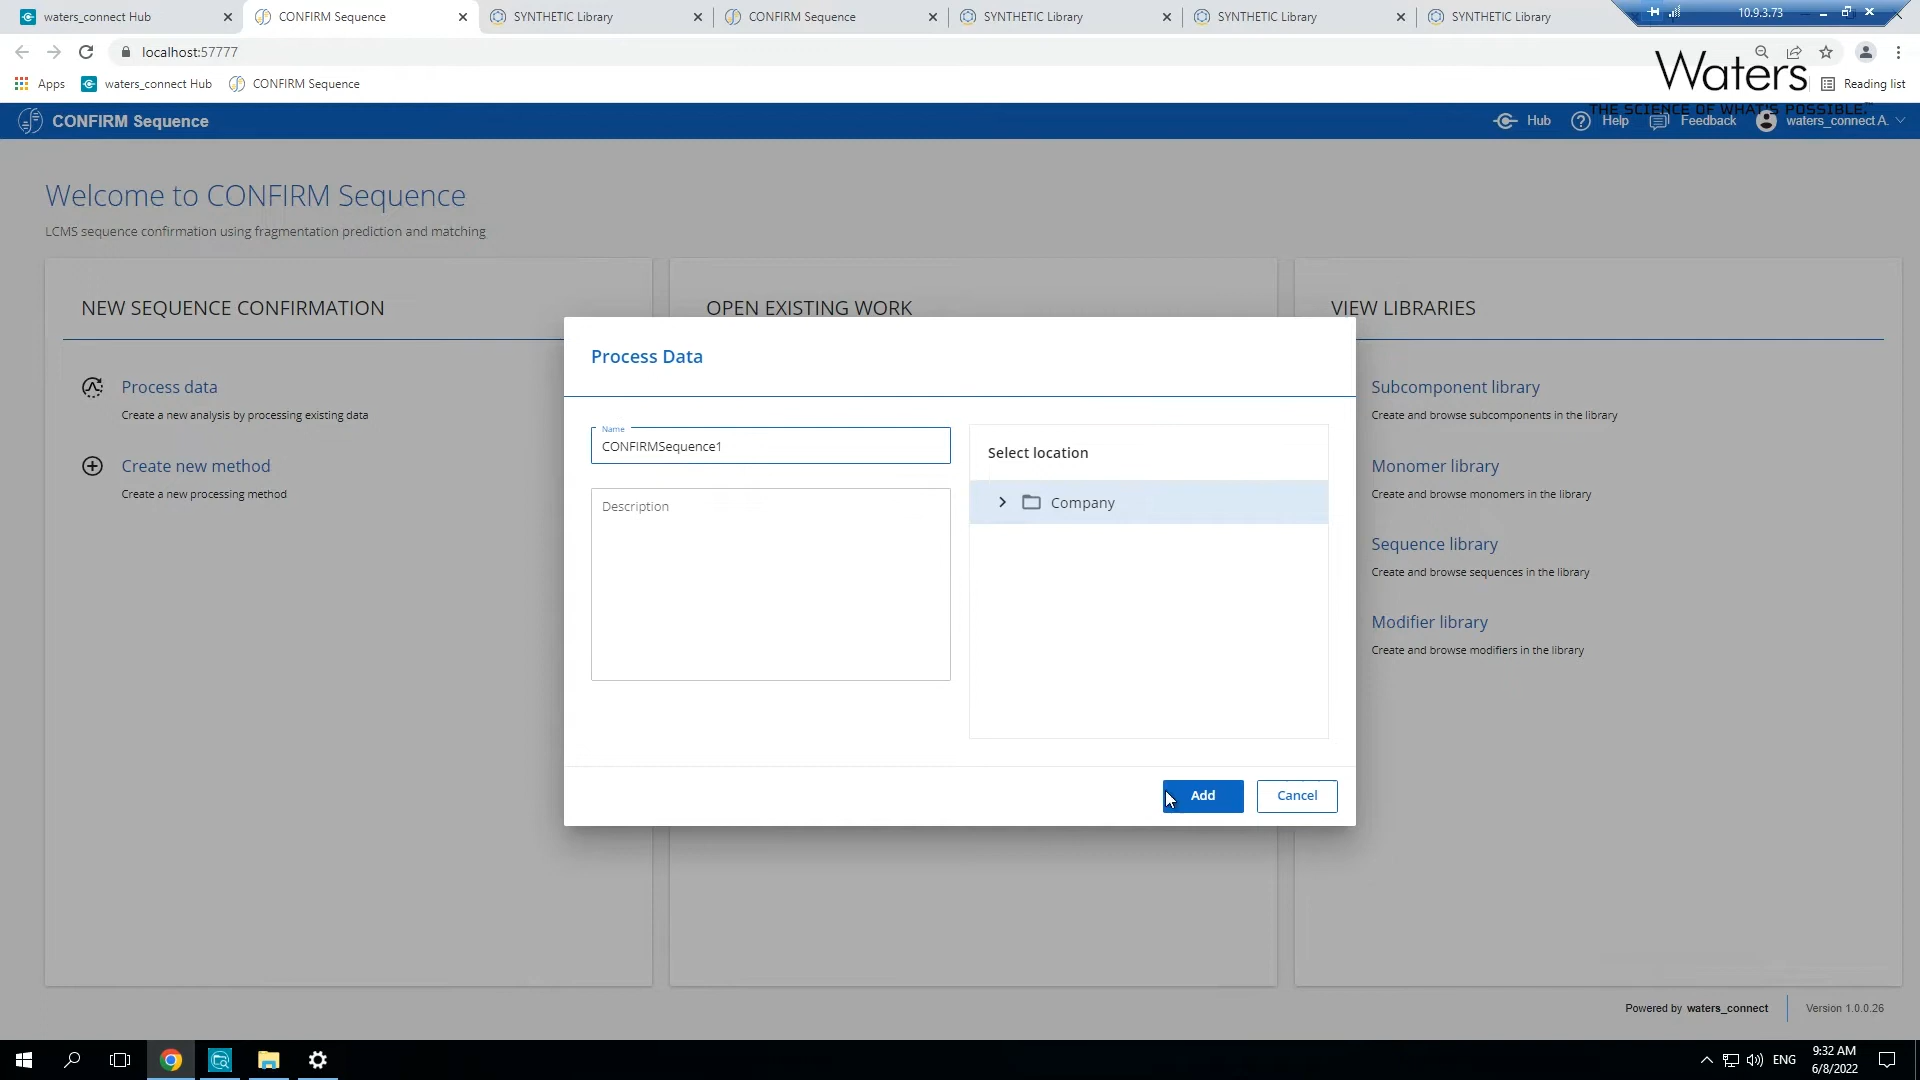 waters_connect Hub
CONFIRM Sequence
SYNTHETIC Library
CONFIRM Sequence
SYNTHETIC Library
SYNTHETIC Library
SYNTHETIC Library
10.9.3.73
localhost:57777
Waters
THE SCIENCE OF WHAT'S POSSIBLE.™
Apps
waters_connect Hub
CONFIRM Sequence
Reading list
CONFIRM Sequence
Hub
Help
Feedback
waters_connect A.
Welcome to CONFIRM Sequence
LCMS sequence confirmation using fragmentation prediction and matching
NEW SEQUENCE CONFIRMATION
Process data
Create a new analysis by processing existing data
Create new method
Create a new processing method
OPEN EXISTING WORK
VIEW LIBRARIES
Subcomponent library
Create and browse subcomponents in the library
Monomer library
Create and browse monomers in the library
Sequence library
Create and browse sequences in the library
Modifier library
Create and browse modifiers in the library
Process Data
Name
CONFIRMSequence1
Description
Select location
Company
Add
Cancel
Powered by waters_connect
Version 1.0.0.26
ENG
9:32 AM
6/8/2022